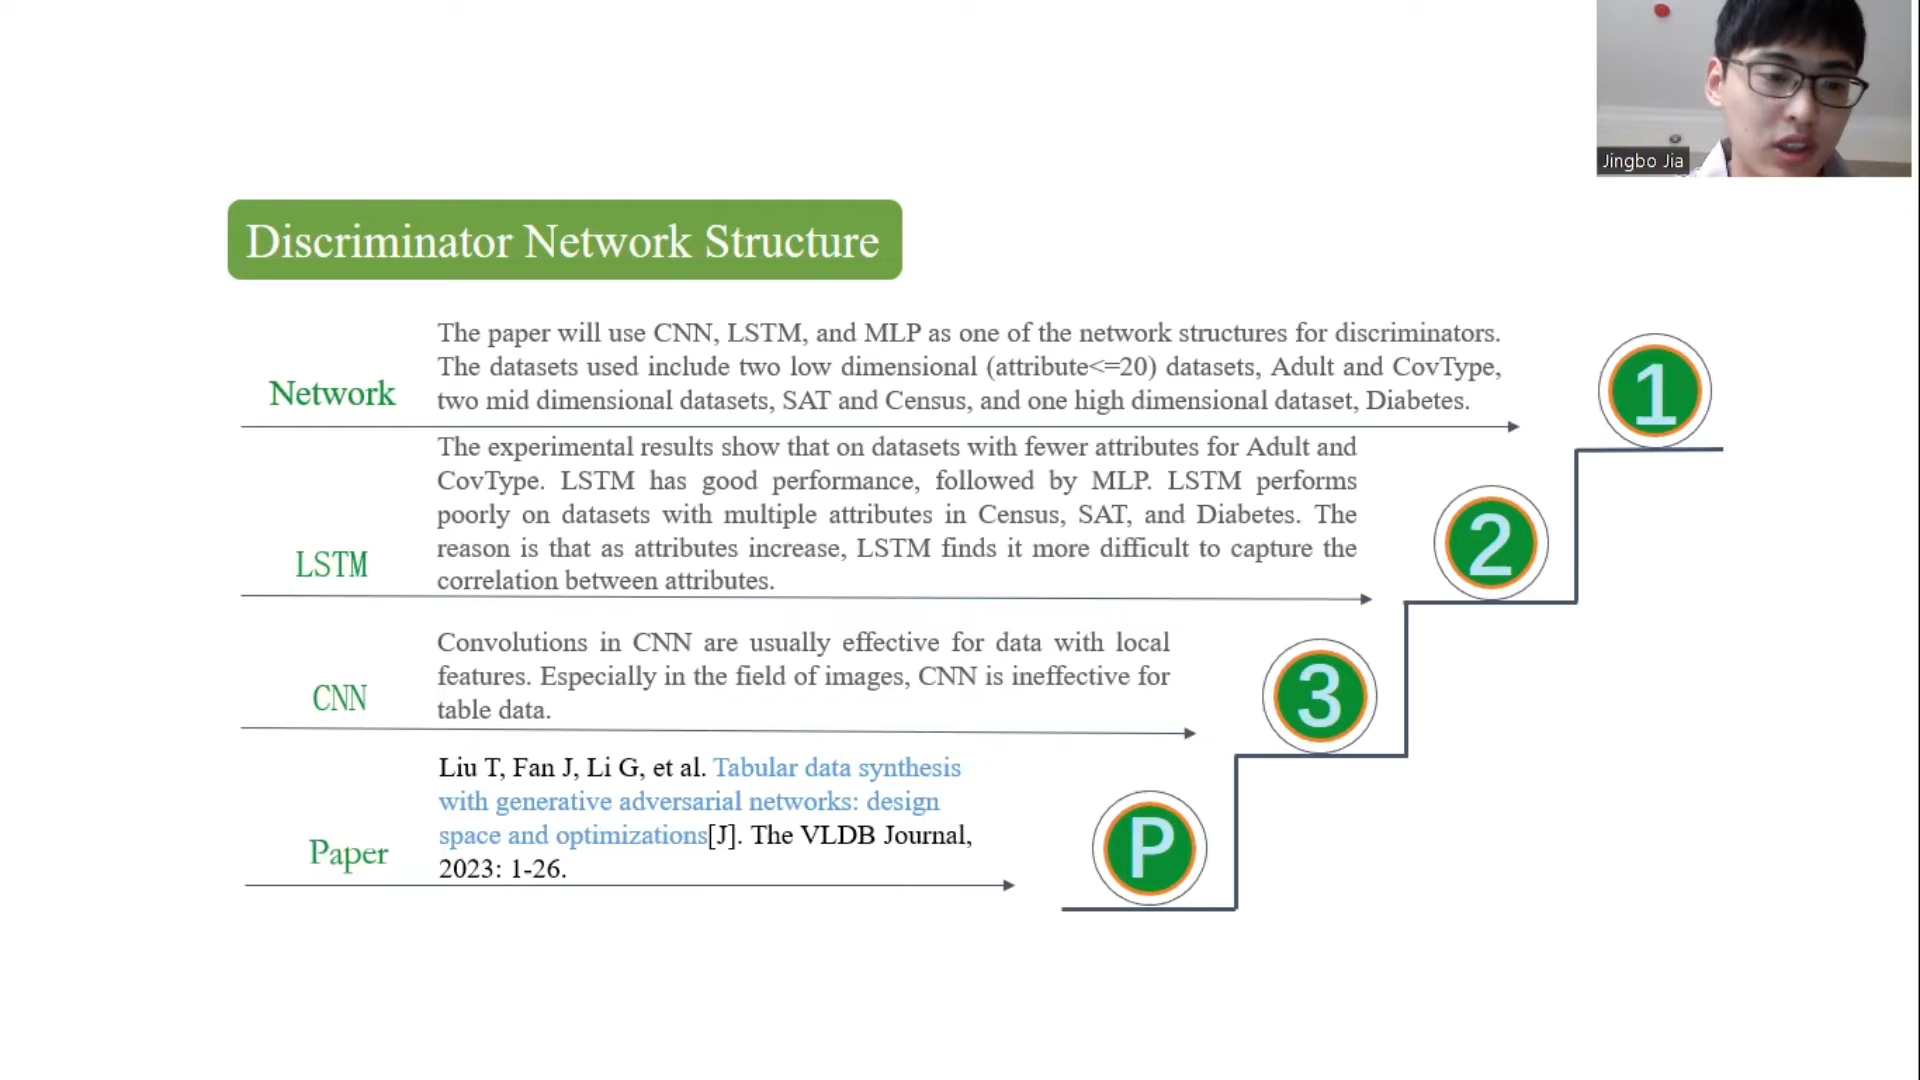 Jingbo Jia
Discriminator Network Structure
Network
The paper will use CNN, LSTM, and MLP as one of the network structures for discriminators.
The datasets used include two low dimensional (attribute<=20) datasets, Adult and CovType,
two mid dimensional datasets, SAT and Census, and one high dimensional dataset, Diabetes.
1
LSTM
The experimental results show that on datasets with fewer attributes for Adult and
CovType. LSTM has good performance, followed by MLP. LSTM performs
poorly on datasets with multiple attributes in Census, SAT, and Diabetes. The
reason is that as attributes increase, LSTM finds it more difficult to capture the
correlation between attributes.
2
CNN
Convolutions in CNN are usually effective for data with local
features. Especially in the field of images, CNN is ineffective for
table data.
3
Paper
Liu T, Fan J, Li G, et al. Tabular data synthesis
with generative adversarial networks: design
space and optimizations[J]. The VLDB Journal,
2023: 1-26.
P